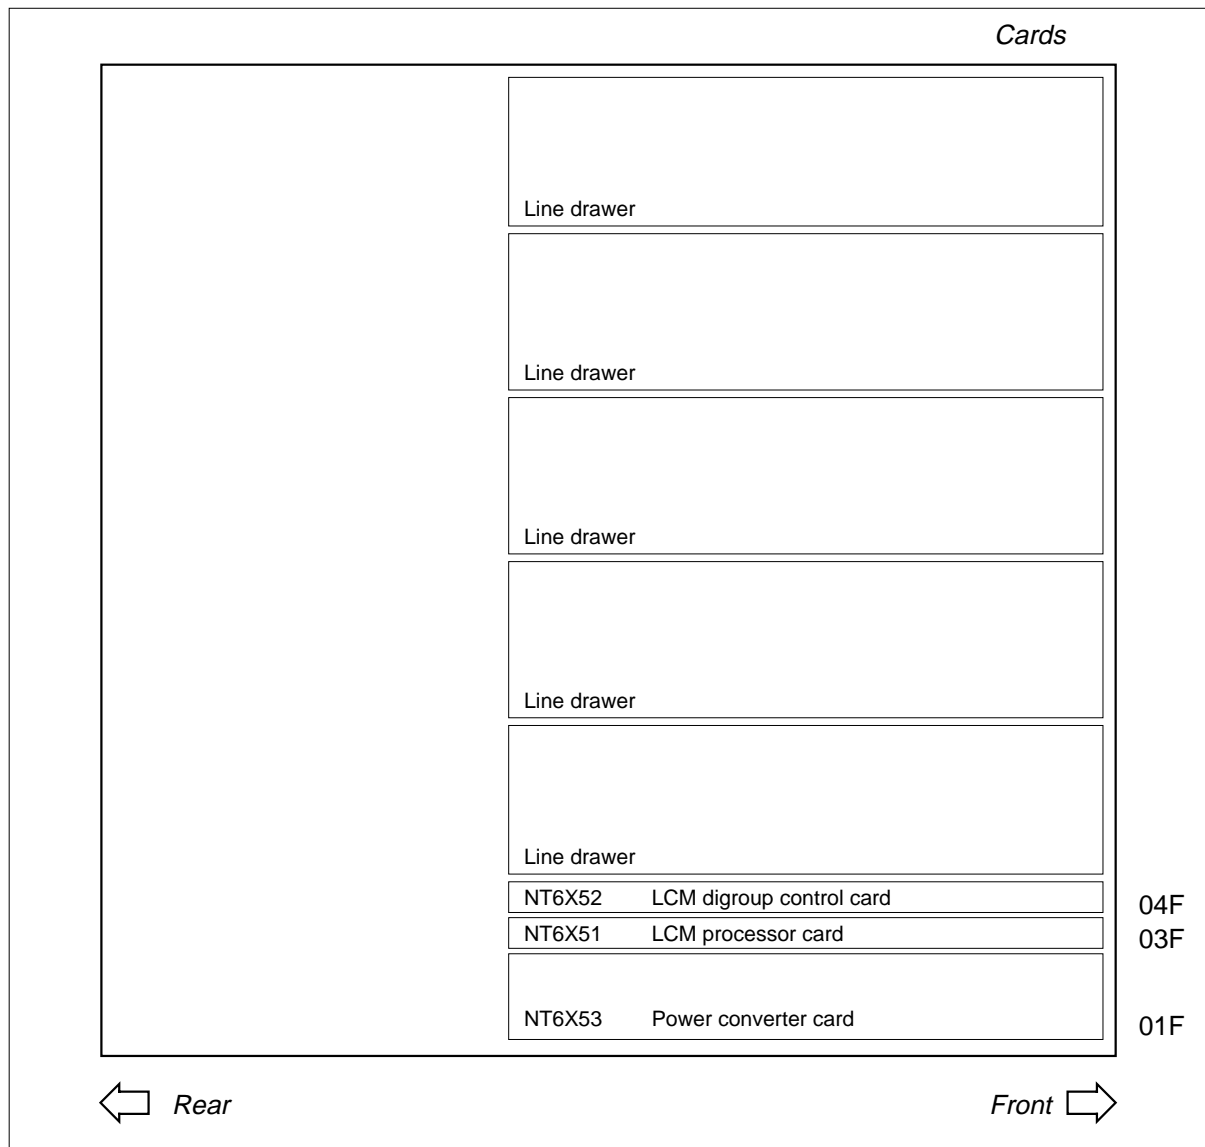 Cards
Line drawer
Line drawer
Line drawer
Line drawer
Line drawer
NT6X52 LCM digroup control card 04F
NT6X51 LCM processor card 03F
NT6X53 Power converter card 01F
Rear Front